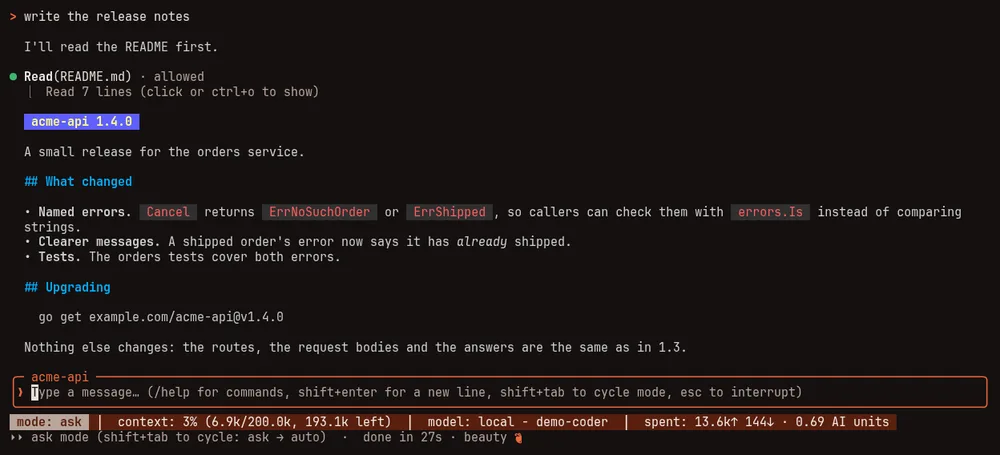 > write the release notes
I'll read the README first.
● Read(README.md) · allowed
⎿ Read 7 lines (click or ctrl+o to show)
acme-api 1.4.0
A small release for the orders service.
## What changed
• Named errors. Cancel returns ErrNoSuchOrder or ErrShipped, so callers can check them with errors.Is instead of comparing
strings.
• Clearer messages. A shipped order's error now says it has already shipped.
• Tests. The orders tests cover both errors.
## Upgrading
go get example.com/acme-api@v1.4.0
Nothing else changes: the routes, the request bodies and the answers are the same as in 1.3.
acme-api
❯ Type a message… (/help for commands, shift+enter for a new line, shift+tab to cycle mode, esc to interrupt)
mode: ask | context: 3% (6.9k/200.0k, 193.1k left) | model: local - demo-coder | spent: 13.6k↑ 144↓ · 0.69 AI units
▸▸ ask mode (shift+tab to cycle: ask → auto) · done in 27s · beauty